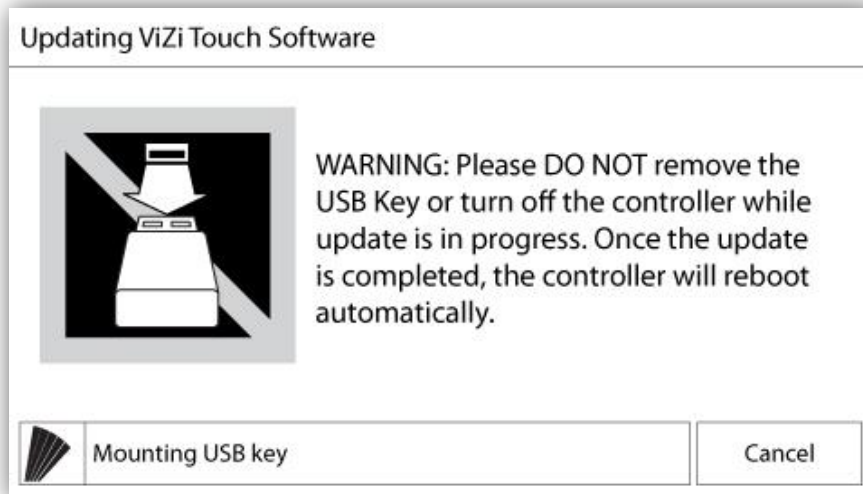 Updating ViZi Touch Software
WARNING: Please DO NOT remove the
USB Key or turn off the controller while
update is in progress. Once the update
is completed, the controller will reboot
automatically.
Mounting USB key
Cancel